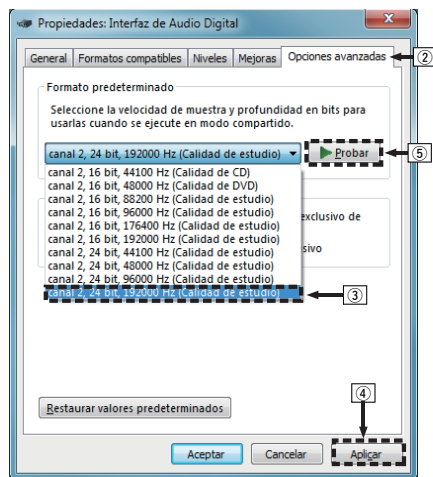 Propiedades: Interfaz de Audio Digital
General Formatos compatibles Niveles Mejoras Opciones avanzadas ②
Formato predeterminado
Seleccione la velocidad de muestra y profundidad en bits para
usarlas cuando se ejecute en modo compartido.
canal 2, 24 bit, 192000 Hz (Calidad de estudio) Probar ⑤
canal 2, 16 bit, 44100 Hz (Calidad de CD)
canal 2, 16 bit, 48000 Hz (Calidad de DVD)
canal 2, 16 bit, 88200 Hz (Calidad de estudio)
canal 2, 16 bit, 96000 Hz (Calidad de estudio)
canal 2, 16 bit, 176400 Hz (Calidad de estudio)
canal 2, 16 bit, 192000 Hz (Calidad de estudio)
canal 2, 24 bit, 44100 Hz (Calidad de estudio)
canal 2, 24 bit, 48000 Hz (Calidad de estudio)
canal 2, 24 bit, 96000 Hz (Calidad de estudio)
canal 2, 24 bit, 192000 Hz (Calidad de estudio) ③
exclusivo de
sivo
④
Restaurar valores predeterminados
Aceptar Cancelar Aplicar